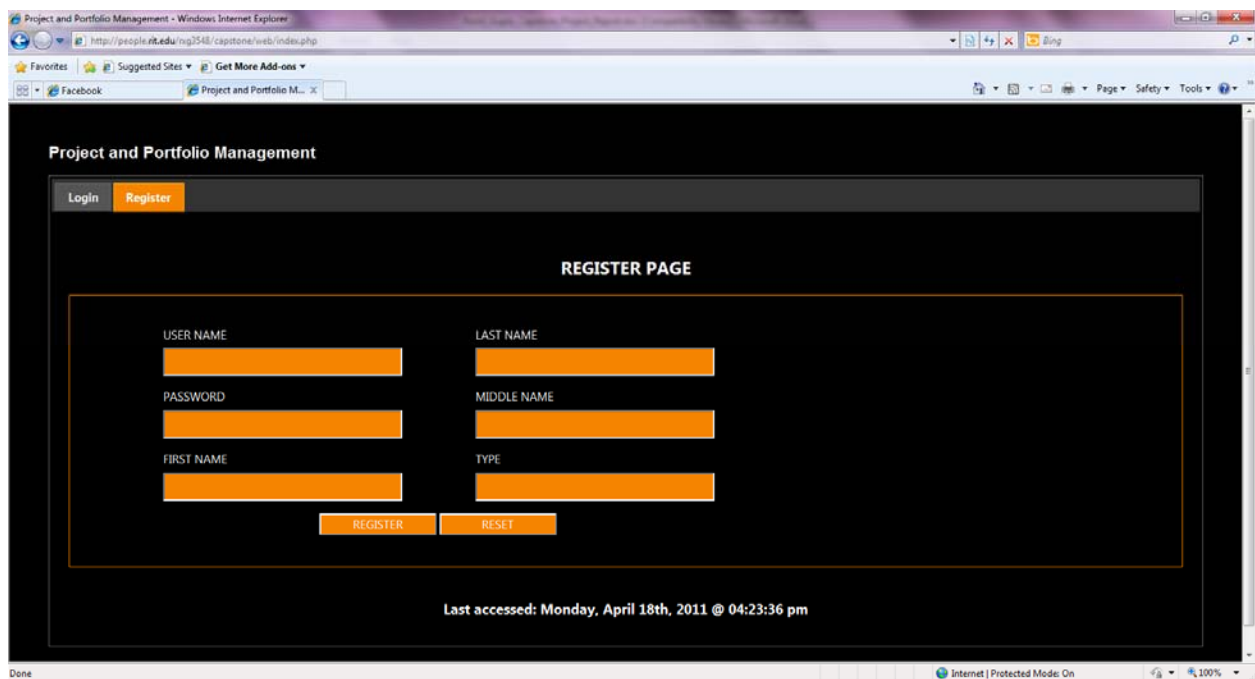 Project and Portfolio Management - Windows Internet Explorer
http://people.rit.edu/rxg3548/capstone/web/index.php
Bing
Favorites Suggested Sites Get More Add-ons
Facebook Project and Portfolio M... X Page Safety Tools
Project and Portfolio Management
Login Register
REGISTER PAGE
USER NAME LAST NAME
PASSWORD MIDDLE NAME
FIRST NAME TYPE
REGISTER RESET
Last accessed: Monday, April 18th, 2011 @ 04:23:36 pm
Done Internet | Protected Mode: On 100%